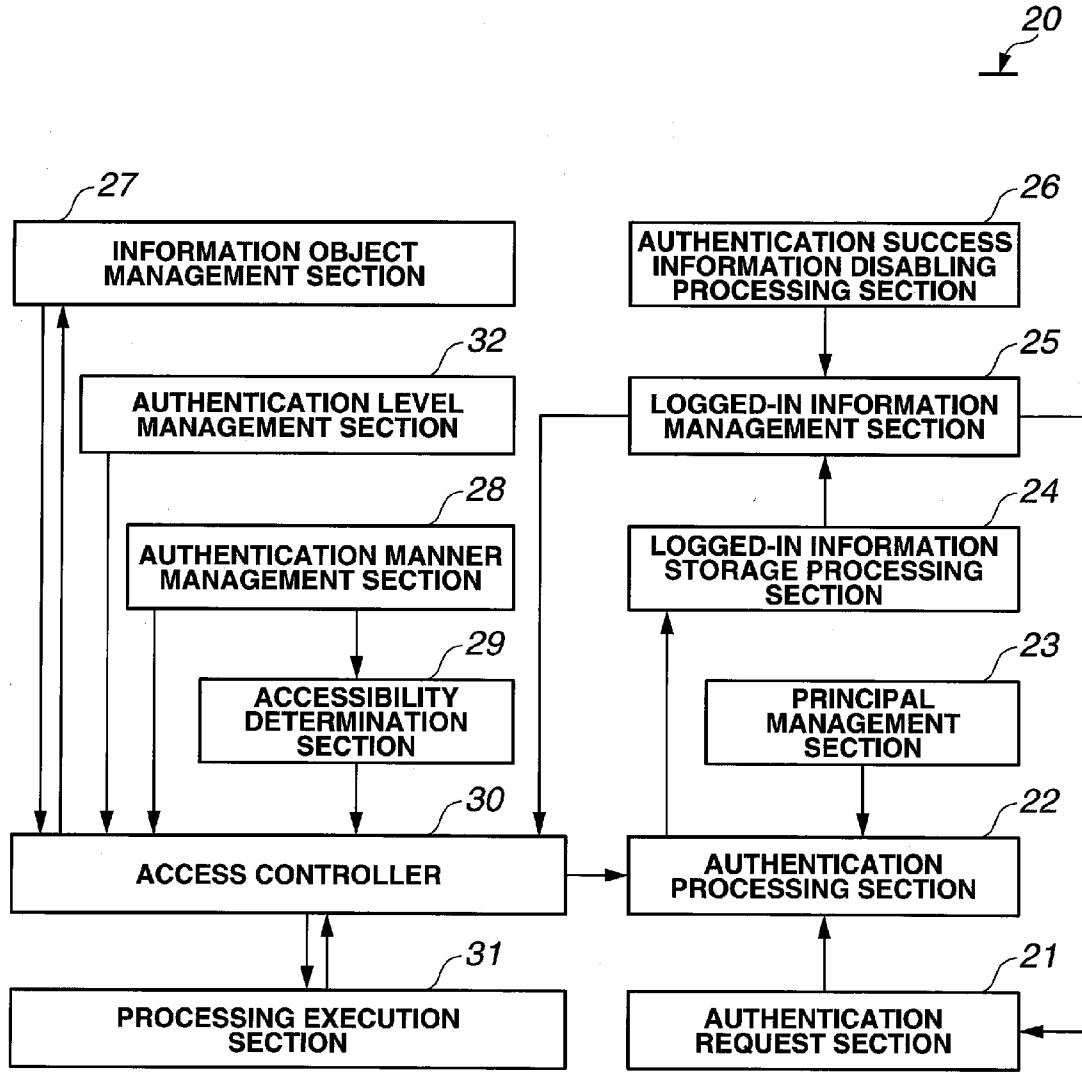 20
27
INFORMATION OBJECT
MANAGEMENT SECTION
26
AUTHENTICATION SUCCESS
INFORMATION DISABLING
PROCESSING SECTION
32
AUTHENTICATION LEVEL
MANAGEMENT SECTION
25
LOGGED-IN INFORMATION
MANAGEMENT SECTION
28
AUTHENTICATION MANNER
MANAGEMENT SECTION
24
LOGGED-IN INFORMATION
STORAGE PROCESSING
SECTION
29
ACCESSIBILITY
DETERMINATION
SECTION
23
PRINCIPAL
MANAGEMENT
SECTION
30
ACCESS CONTROLLER
22
AUTHENTICATION
PROCESSING SECTION
31
PROCESSING EXECUTION
SECTION
21
AUTHENTICATION
REQUEST SECTION